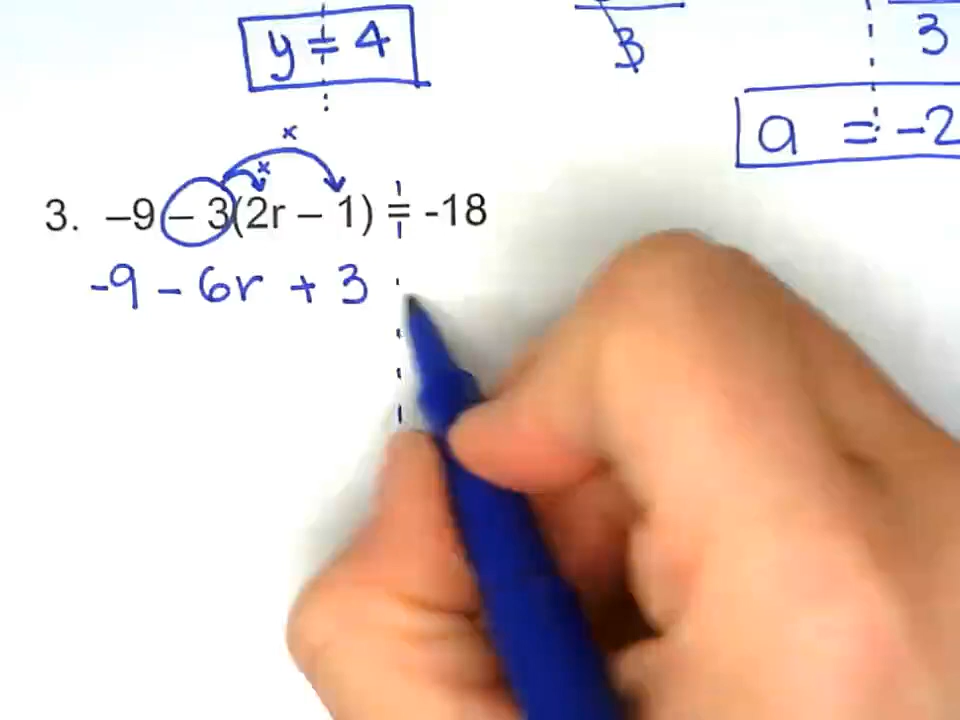 y = 4
3
3
a = -2
x
x
3. –9 – 3(2r – 1) = -18
-9 - 6r + 3